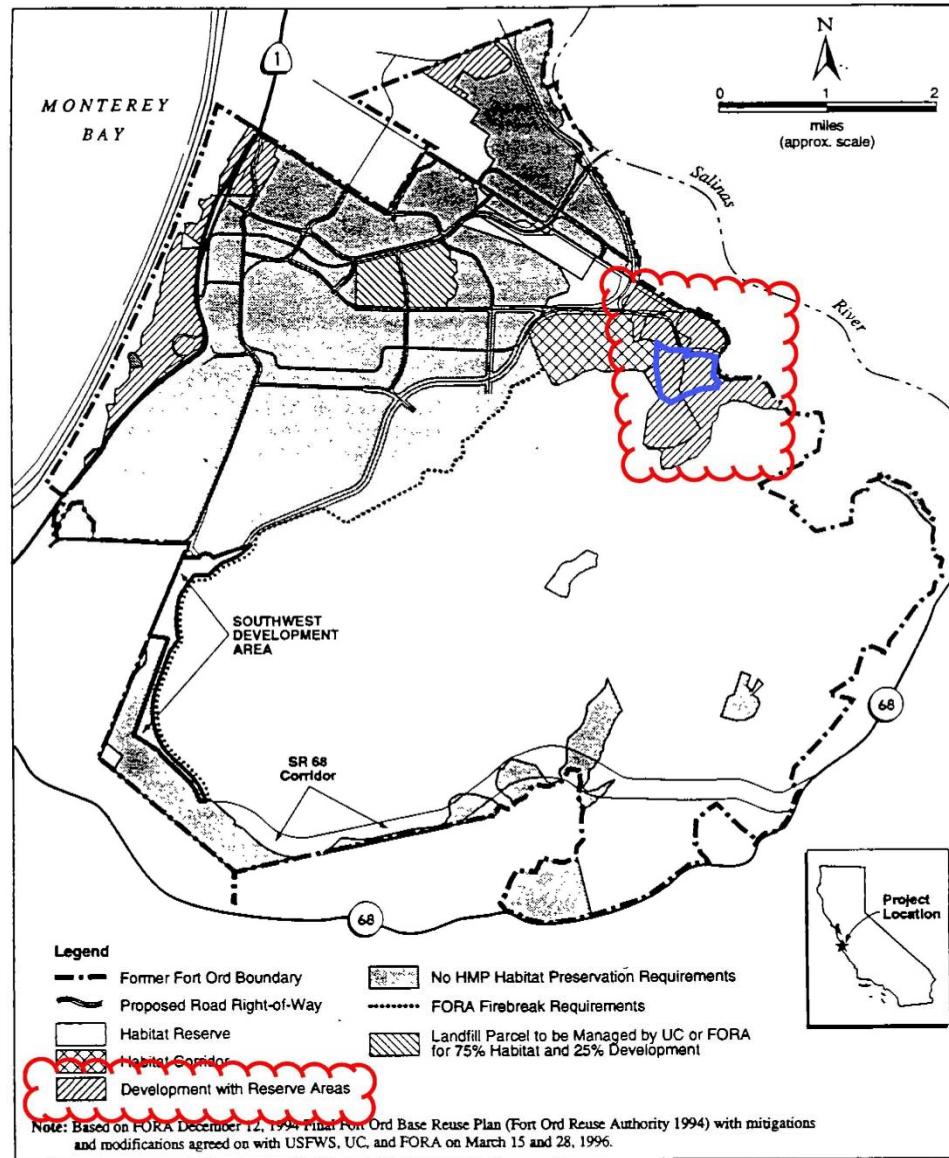 1
N
MONTEREY
BAY
0
1
2
miles
(approx. scale)
Salinas
River
SOUTHWEST
DEVELOPMENT
AREA
SR 68
Corridor
68
68
Project
Location
Legend
Former Fort Ord Boundary
Proposed Road Right-of-Way
Habitat Reserve
Habitat Corridor
Development with Reserve Areas
No HMP Habitat Preservation Requirements
FORA Firebreak Requirements
Landfill Parcel to be Managed by UC or FORA
for 75% Habitat and 25% Development
Note: Based on FORA December 12, 1994 Final Fort Ord Base Reuse Plan (Fort Ord Reuse Authority 1994) with mitigations
and modifications agreed on with USFWS, UC, and FORA on March 15 and 28, 1996.